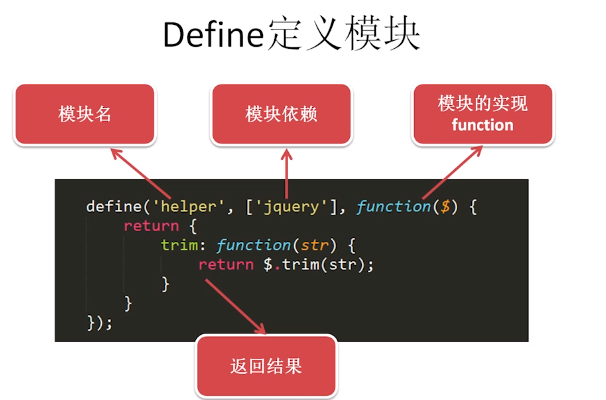 Define定义模块
模块名
模块依赖
模块的实现
function
define('helper', ['jquery'], function($) {
return {
trim: function(str) {
return $.trim(str);
}
}
});
返回结果